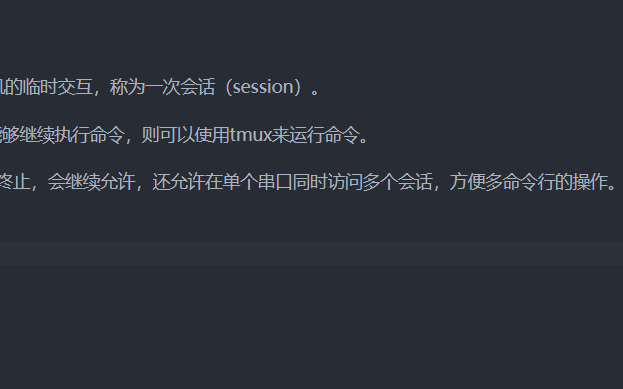 的临时交互，称为一次会话（session）。
够继续执行命令，则可以使用tmux来运行命令。
终止，会继续允许，还允许在单个串口同时访问多个会话，方便多命令行的操作。